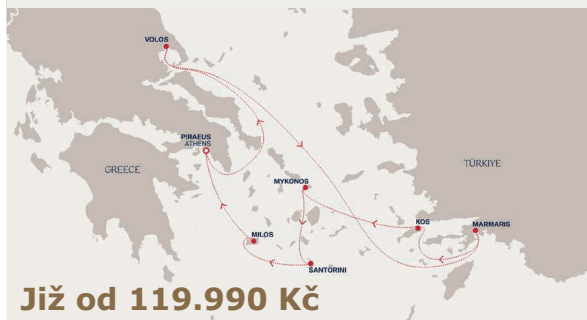 VOLOS
PIRAEUS
ATHENS
GREECE
TÜRKIYE
MYKONOS
KOS
MARMARIS
MILOS
SANTORINI
Již od 119.990 Kč